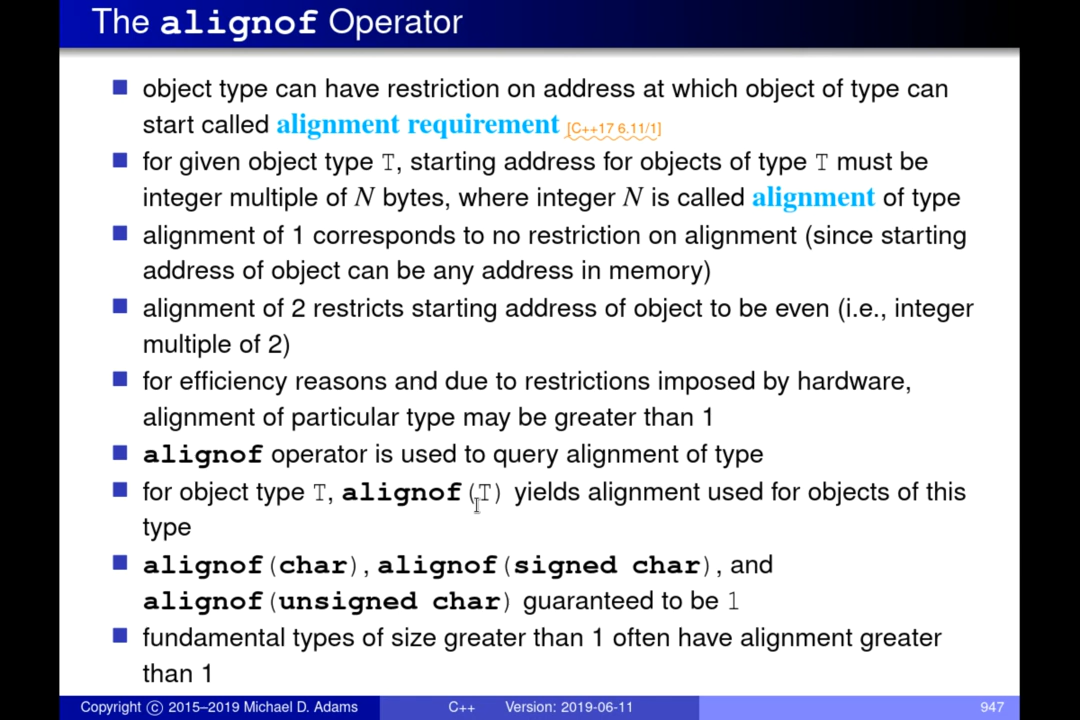 The alignof Operator
object type can have restriction on address at which object of type can
start called alignment requirement [C++17 6.11/1]
for given object type T, starting address for objects of type T must be
integer multiple of N bytes, where integer N is called alignment of type
alignment of 1 corresponds to no restriction on alignment (since starting
address of object can be any address in memory)
alignment of 2 restricts starting address of object to be even (i.e., integer
multiple of 2)
for efficiency reasons and due to restrictions imposed by hardware,
alignment of particular type may be greater than 1
alignof operator is used to query alignment of type
for object type T, alignof(T) yields alignment used for objects of this
type
alignof(char), alignof(signed char), and
alignof(unsigned char) guaranteed to be 1
fundamental types of size greater than 1 often have alignment greater
than 1
Copyright © 2015–2019 Michael D. Adams C++ Version: 2019-06-11 947